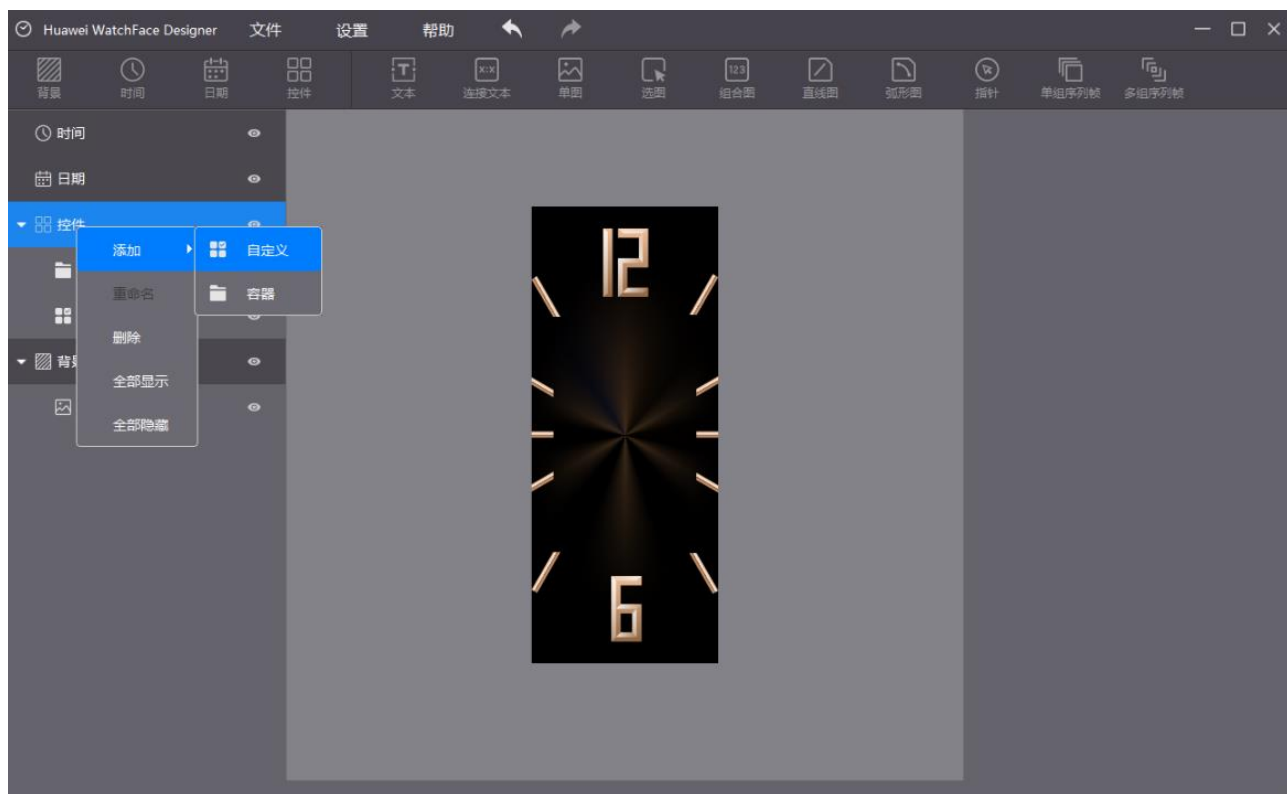 Huawei WatchFace Designer 文件 设置 帮助
背景 时间 日期 控件 文本 连接文本 单图 选图 组合图 直线图 弧形图 指针 单组序列帧 多组序列帧
T x:x 123
时间
日期
控件
添加 自定义
重命名 容器
删除
背
全部显示
全部隐藏
12
6